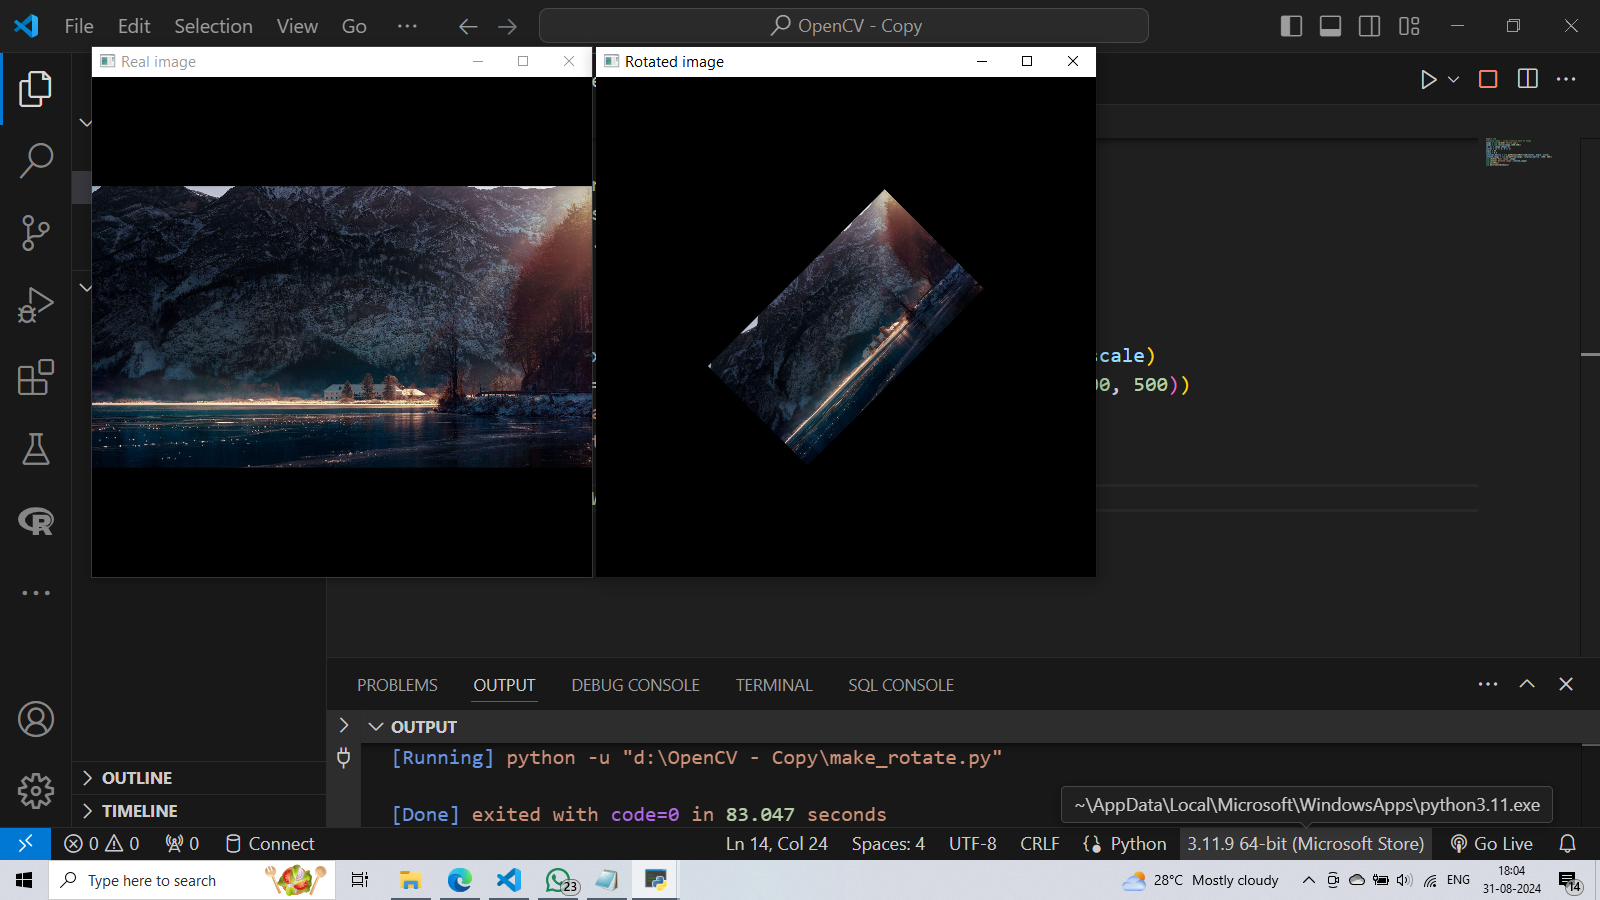 File Edit Selection View Go ··· OpenCV - Copy
Real image
Rotated image
scale)
00, 500))
PROBLEMS OUTPUT DEBUG CONSOLE TERMINAL SQL CONSOLE
OUTPUT
[Running] python -u "d:\OpenCV - Copy\make_rotate.py"
[Done] exited with code=0 in 83.047 seconds
~\AppData\Local\Microsoft\WindowsApps\python3.11.exe
OUTLINE
TIMELINE
0 0 0 Connect Ln 14, Col 24 Spaces: 4 UTF-8 CRLF Python 3.11.9 64-bit (Microsoft Store) Go Live
Type here to search 23 28°C Mostly cloudy ENG 18:04
31-08-2024 14